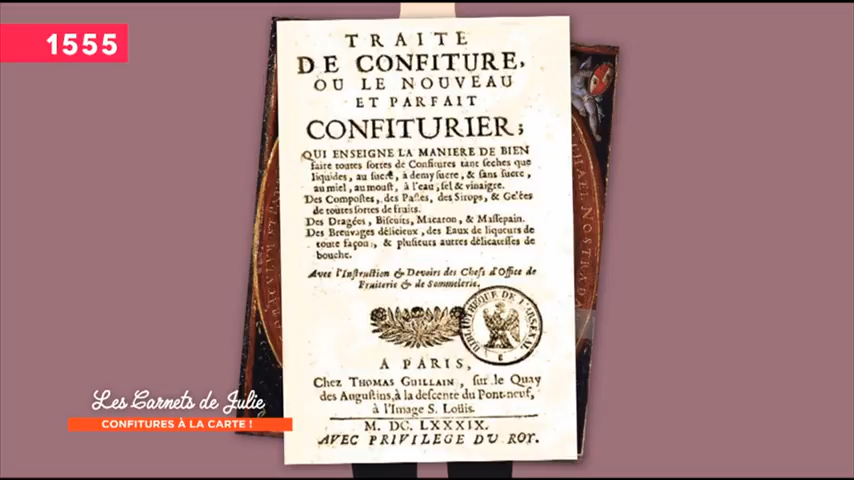 1555
TRAITE
DE CONFITURE,
OU LE NOUVEAU
ET PARFAIT
CONFITURIER;
QUI ENSEIGNE LA MANIERE DE BIEN
faire toutes sortes de Confitures tant seches que
liquides, au sucre, à demy sucre, & sans sucre,
au miel, au moust, à l'eau, sel & vinaigre.
Des Compostes, des Pastes, des Sirops, & Gelées
de toutes sortes de fruits.
Des Dragées, Biscuits, Macaron, & Massepain.
Des Breuvages délicieux, des Eaux de liqueurs de
toute façon, & plusieurs autres délicatesses de
bouche.
Avec l'Instruction & Devoirs des Chefs d'Office de
Fruiterie & de Sommelerie.
BIBLIOTHEQUE DE L'ARSENAL
A PARIS,
Chez THOMAS GUILLAIN, sur le Quay
des Augustins, à la descente du Pont-neuf,
à l'Image S. Louis.
M. DC. LXXXIX.
AVEC PRIVILEGE DU ROY.
HAEL NOSTRADA
Les Carnets de Julie
CONFITURES À LA CARTE !